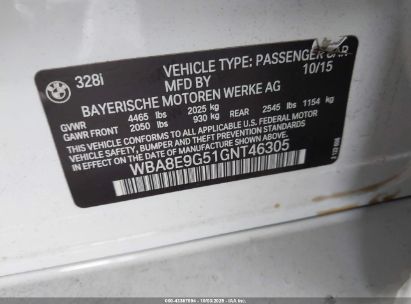 BMW
328i
VEHICLE TYPE: PASSENGER CAR
MFD BY 10/15
BAYERISCHE MOTOREN WERKE AG
GVWR 4465 lbs 2025 kg
GAWR FRONT 2050 lbs 930 kg REAR 2545 lbs 1154 kg
THIS VEHICLE CONFORMS TO ALL APPLICABLE U.S. FEDERAL MOTOR
VEHICLE SAFETY, BUMPER, AND THEFT PREVENTION STANDARDS
IN EFFECT ON THE DATE OF MANUFACTURE SHOWN ABOVE.
WBA8E9G51GNT46305